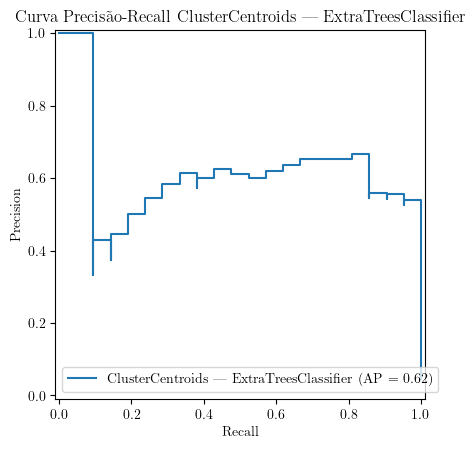 Curva Precisão-Recall ClusterCentroids — ExtraTreesClassifier
1.0
0.8
0.6
0.4
0.2
0.0
Precision
ClusterCentroids — ExtraTreesClassifier (AP = 0.62)
0.0 0.2 0.4 0.6 0.8 1.0
Recall